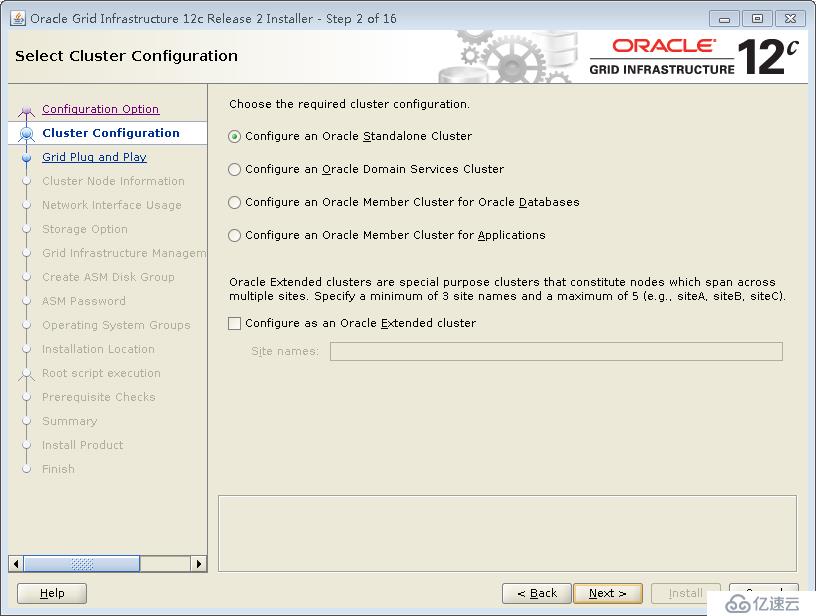 Oracle Grid Infrastructure 12c Release 2 Installer - Step 2 of 16
Select Cluster Configuration
ORACLE
GRID INFRASTRUCTURE
12c
Configuration Option
Cluster Configuration
Grid Plug and Play
Cluster Node Information
Network Interface Usage
Storage Option
Grid Infrastructure Managem
Create ASM Disk Group
ASM Password
Operating System Groups
Installation Location
Root script execution
Prerequisite Checks
Summary
Install Product
Finish
Choose the required cluster configuration.
Configure an Oracle Standalone Cluster
Configure an Oracle Domain Services Cluster
Configure an Oracle Member Cluster for Oracle Databases
Configure an Oracle Member Cluster for Applications
Oracle Extended clusters are special purpose clusters that constitute nodes which span across
multiple sites. Specify a minimum of 3 site names and a maximum of 5 (e.g., siteA, siteB, siteC).
Configure as an Oracle Extended cluster
Site names:
Help
< Back
Next >
Install
亿速云